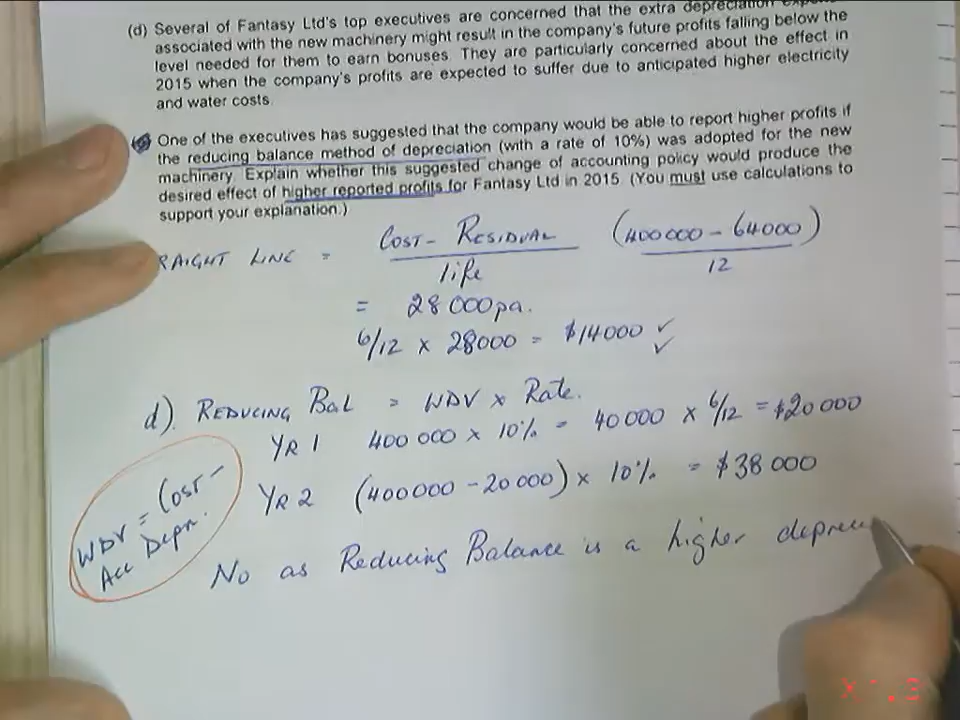 (d) Several of Fantasy Ltd's top executives are concerned that the extra depreciation
associated with the new machinery might result in the company's future profits falling below the
level needed for them to earn bonuses. They are particularly concerned about the effect in
2015 when the company's profits are expected to suffer due to anticipated higher electricity
and water costs.
One of the executives has suggested that the company would be able to report higher profits if
the reducing balance method of depreciation (with a rate of 10%) was adopted for the new
machinery. Explain whether this suggested change of accounting policy would produce the
desired effect of higher reported profits for Fantasy Ltd in 2015. (You must use calculations to
support your explanation.)
RAIGHT LINE = COST - RESIDUAL / life (400000 - 64000) / 12
= 28000pa.
6/12 × 28000 = $14000 ✓✓
d). REDUCING BAL = WDV × Rate.
YR 1 400 000 × 10% = 40 000 × 6/12 = $20 000
YR 2 (400000 - 20 000) × 10% = $38 000
WDV = COST -
ACC DEPN.
No as Reducing Balance is a higher deprec